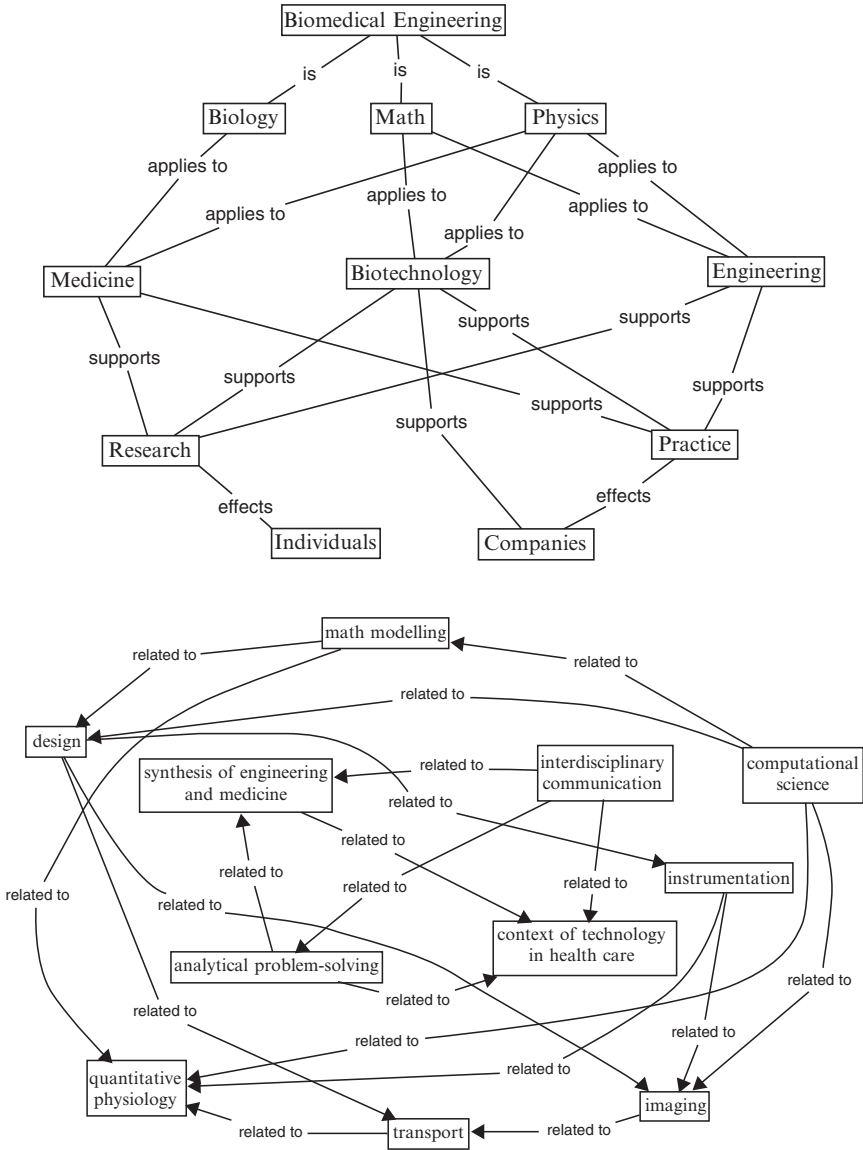 Biomedical Engineering
is
is
is
Biology
Math
Physics
applies to
applies to
applies to
applies to
applies to
applies to
Medicine
Biotechnology
Engineering
supports
supports
supports
supports
supports
supports
supports
Research
Practice
effects
effects
Individuals
Companies
math modelling
related to
related to
related to
design
synthesis of engineering
and medicine
related to
interdisciplinary
communication
computational
science
related to
related to
related to
related to
related to
instrumentation
related to
related to
context of technology
in health care
analytical problem-solving
related to
related to
related to
related to
related to
related to
quantitative
physiology
imaging
related to
transport
related to